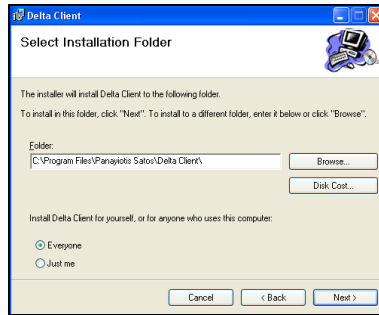 Delta Client
Select Installation Folder
The installer will install Delta Client to the following folder.
To install in this folder, click "Next". To install to a different folder, enter it below or click "Browse".
Folder:
C:\Program Files\Panayiotis Satos\Delta Client\
Browse...
Disk Cost...
Install Delta Client for yourself, or for anyone who uses this computer:
Everyone
Just me
Cancel
< Back
Next >